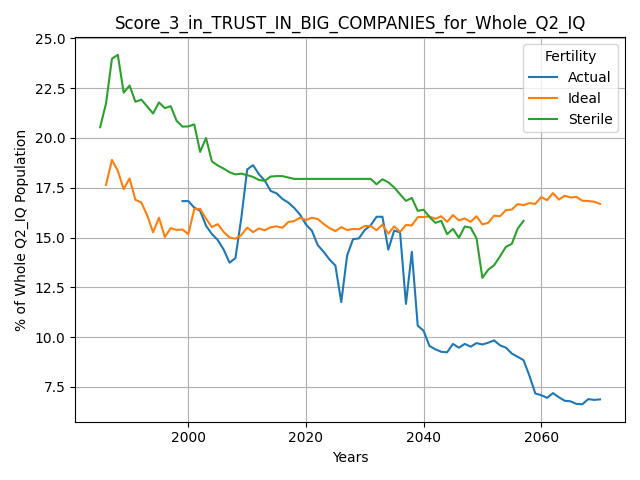 Score_3_in_TRUST_IN_BIG_COMPANIES_for_Whole_Q2_IQ
% of Whole Q2_IQ Population
25.0
22.5
20.0
17.5
15.0
12.5
10.0
7.5
Fertility
Actual
Ideal
Sterile
2000
2020
2040
2060
Years